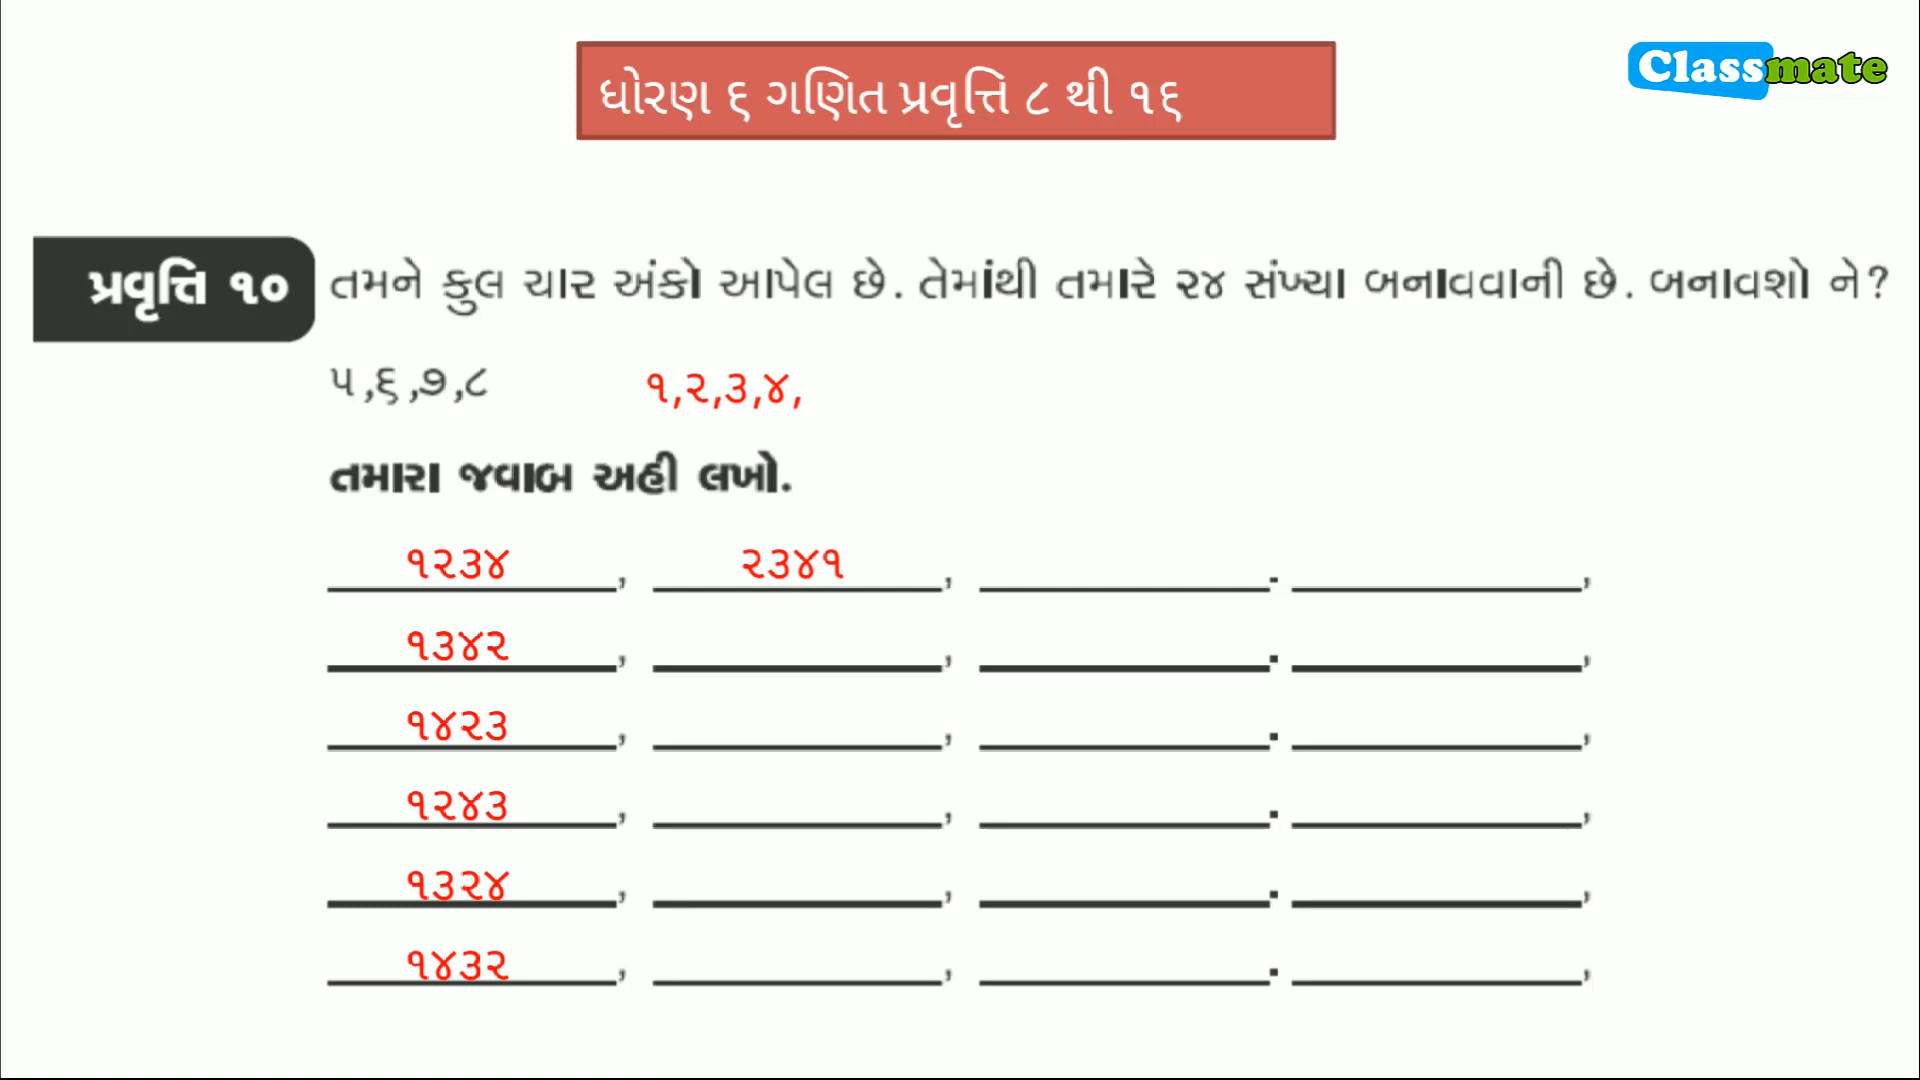 ધોરણ ૬ ગણિત પ્રવૃત્તિ ૮ થી ૧૬
Classmate
પ્રવૃત્તિ ૧૦ તમને કુલ ચાર અંકો આપેલ છે. તેમાંથી તમારે ૨૪ સંખ્યા બનાવવાની છે. બનાવશો ને?
૫,૬,૭,૮ ૧,૨,૩,૪,
તમારા જવાબ અહી લખો.
૧૨૩૪, ૨૩૪૧,
૧૩૪૨,
૧૪૨૩,
૧૨૪૩,
૧૩૨૪,
૧૪૩૨,